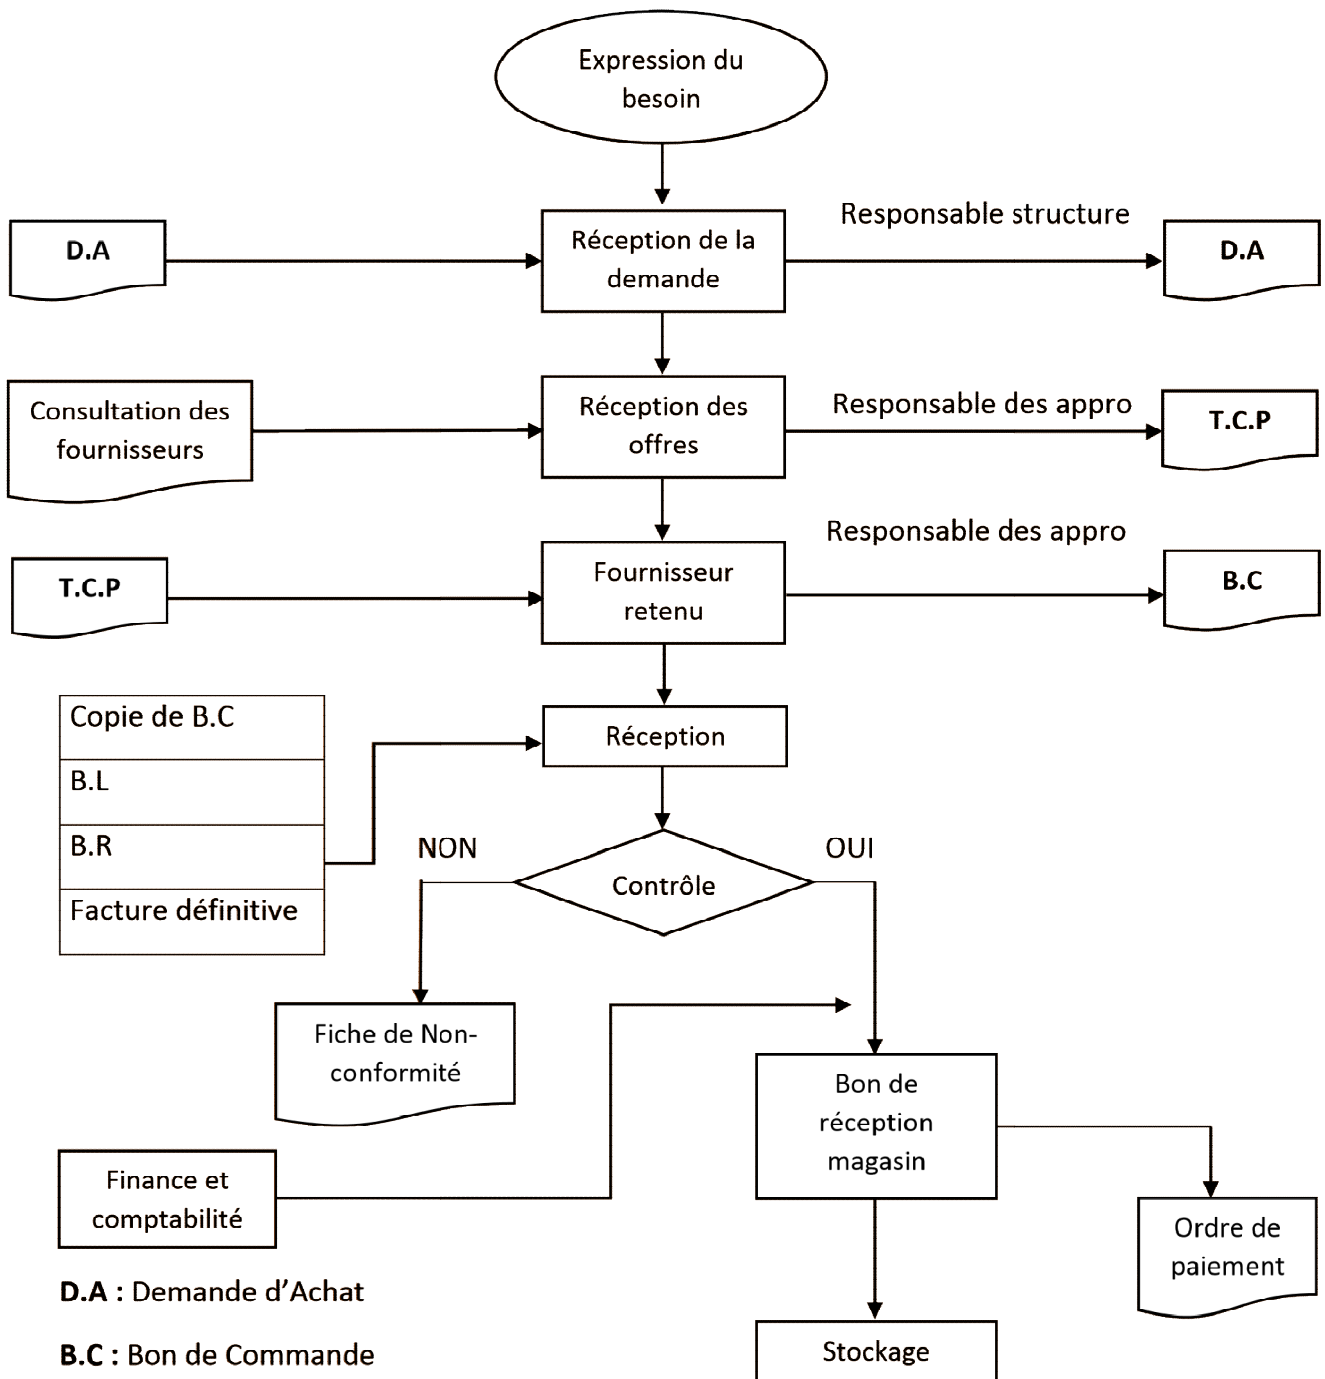 Expression du
besoin
Responsable structure
D.A
Réception de la
demande
D.A
Consultation des
fournisseurs
Réception des
offres
Responsable des appro
T.C.P
Responsable des appro
T.C.P
Fournisseur
retenu
B.C
Copie de B.C
B.L
B.R
Facture définitive
Réception
NON
OUI
Contrôle
Fiche de Non-
conformité
Bon de
réception
magasin
Finance et
comptabilité
Ordre de
paiement
D.A : Demande d’Achat
B.C : Bon de Commande
Stockage